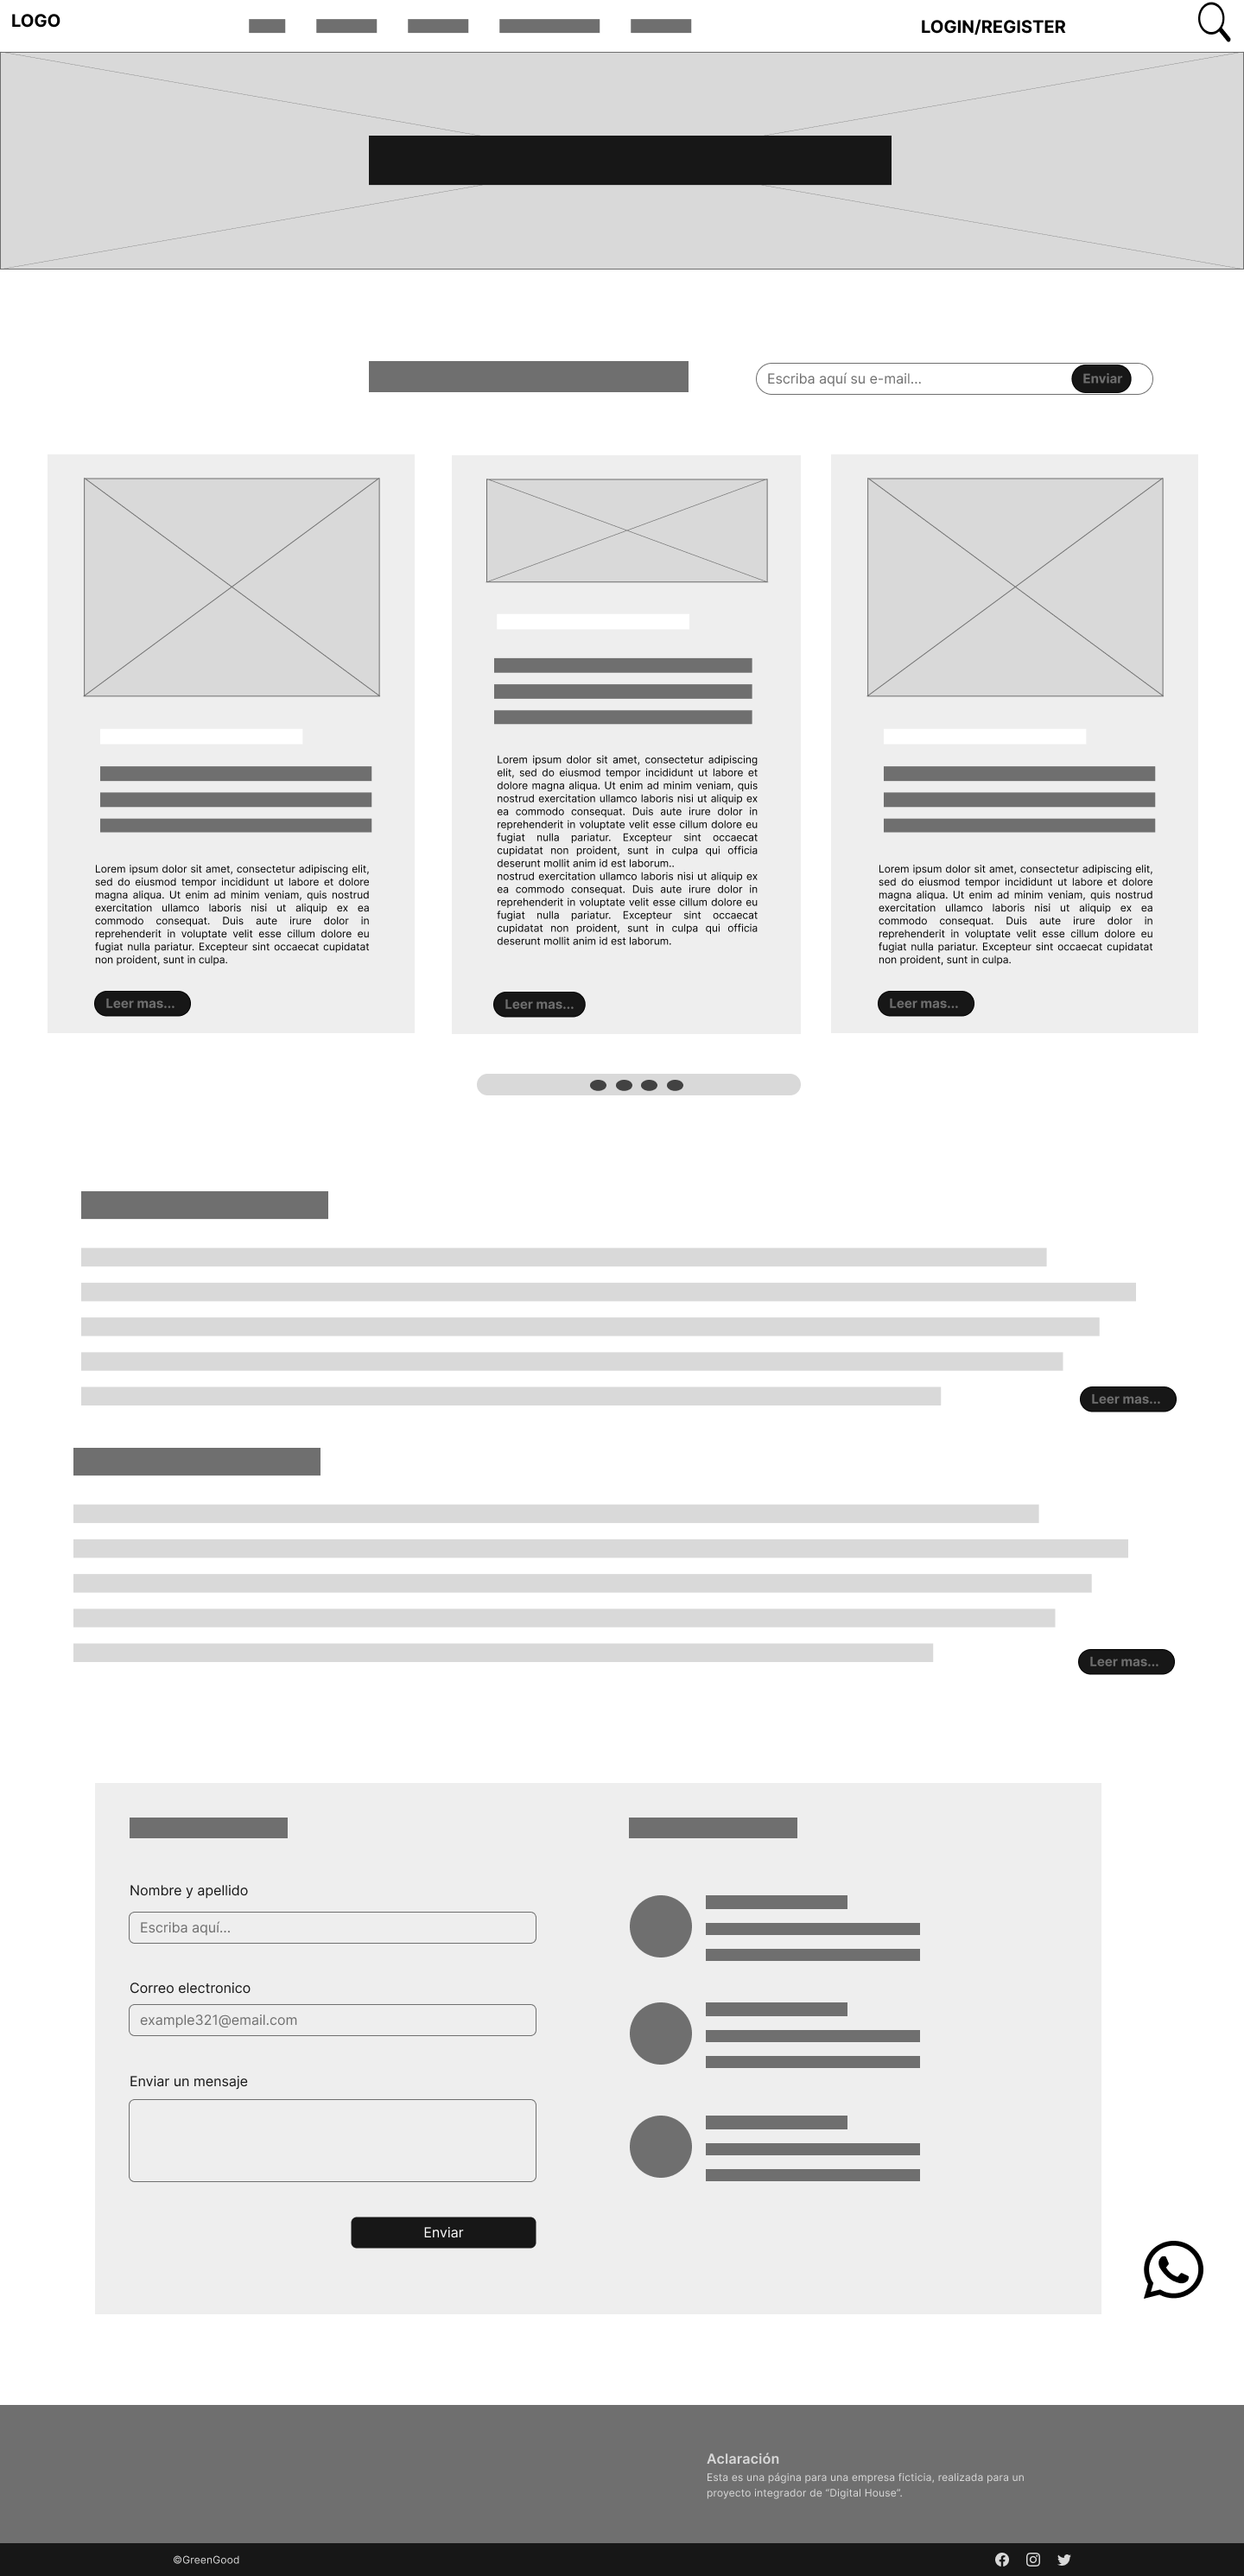 LOGO
LOGIN/REGISTER
Escriba aquí su e-mail...
Enviar
Lorem ipsum dolor sit amet, consectetur adipiscing elit,
sed do eiusmod tempor incididunt ut labore et dolore
magna aliqua. Ut enim ad minim veniam, quis nostrud
exercitation ullamco laboris nisi ut aliquip ex ea
commodo consequat. Duis aute irure dolor in
reprehenderit in voluptate velit esse cillum dolore eu
fugiat nulla pariatur. Excepteur sint occaecat cupidatat
non proident, sunt in culpa.
Leer mas...
Lorem ipsum dolor sit amet, consectetur adipiscing
elit, sed do eiusmod tempor incididunt ut labore et
dolore magna aliqua. Ut enim ad minim veniam, quis
nostrud exercitation ullamco laboris nisi ut aliquip ex
ea commodo consequat. Duis aute irure dolor in
reprehenderit in voluptate velit esse cillum dolore eu
fugiat nulla pariatur. Excepteur sint occaecat
cupidatat non proident, sunt in culpa qui officia
deserunt mollit anim id est laborum..
nostrud exercitation ullamco laboris nisi ut aliquip ex
ea commodo consequat. Duis aute irure dolor in
reprehenderit in voluptate velit esse cillum dolore eu
fugiat nulla pariatur. Excepteur sint occaecat
cupidatat non proident, sunt in culpa qui officia
deserunt mollit anim id est laborum.
Leer mas...
Lorem ipsum dolor sit amet, consectetur adipiscing elit,
sed do eiusmod tempor incididunt ut labore et dolore
magna aliqua. Ut enim ad minim veniam, quis nostrud
exercitation ullamco laboris nisi ut aliquip ex ea
commodo consequat. Duis aute irure dolor in
reprehenderit in voluptate velit esse cillum dolore eu
fugiat nulla pariatur. Excepteur sint occaecat cupidatat
non proident, sunt in culpa.
Leer mas...
Leer mas...
Leer mas...
Nombre y apellido
Escriba aquí...
Correo electronico
example321@email.com
Enviar un mensaje
Enviar
Aclaración
Esta es una página para una empresa ficticia, realizada para un
proyecto integrador de “Digital House”.
©GreenGood